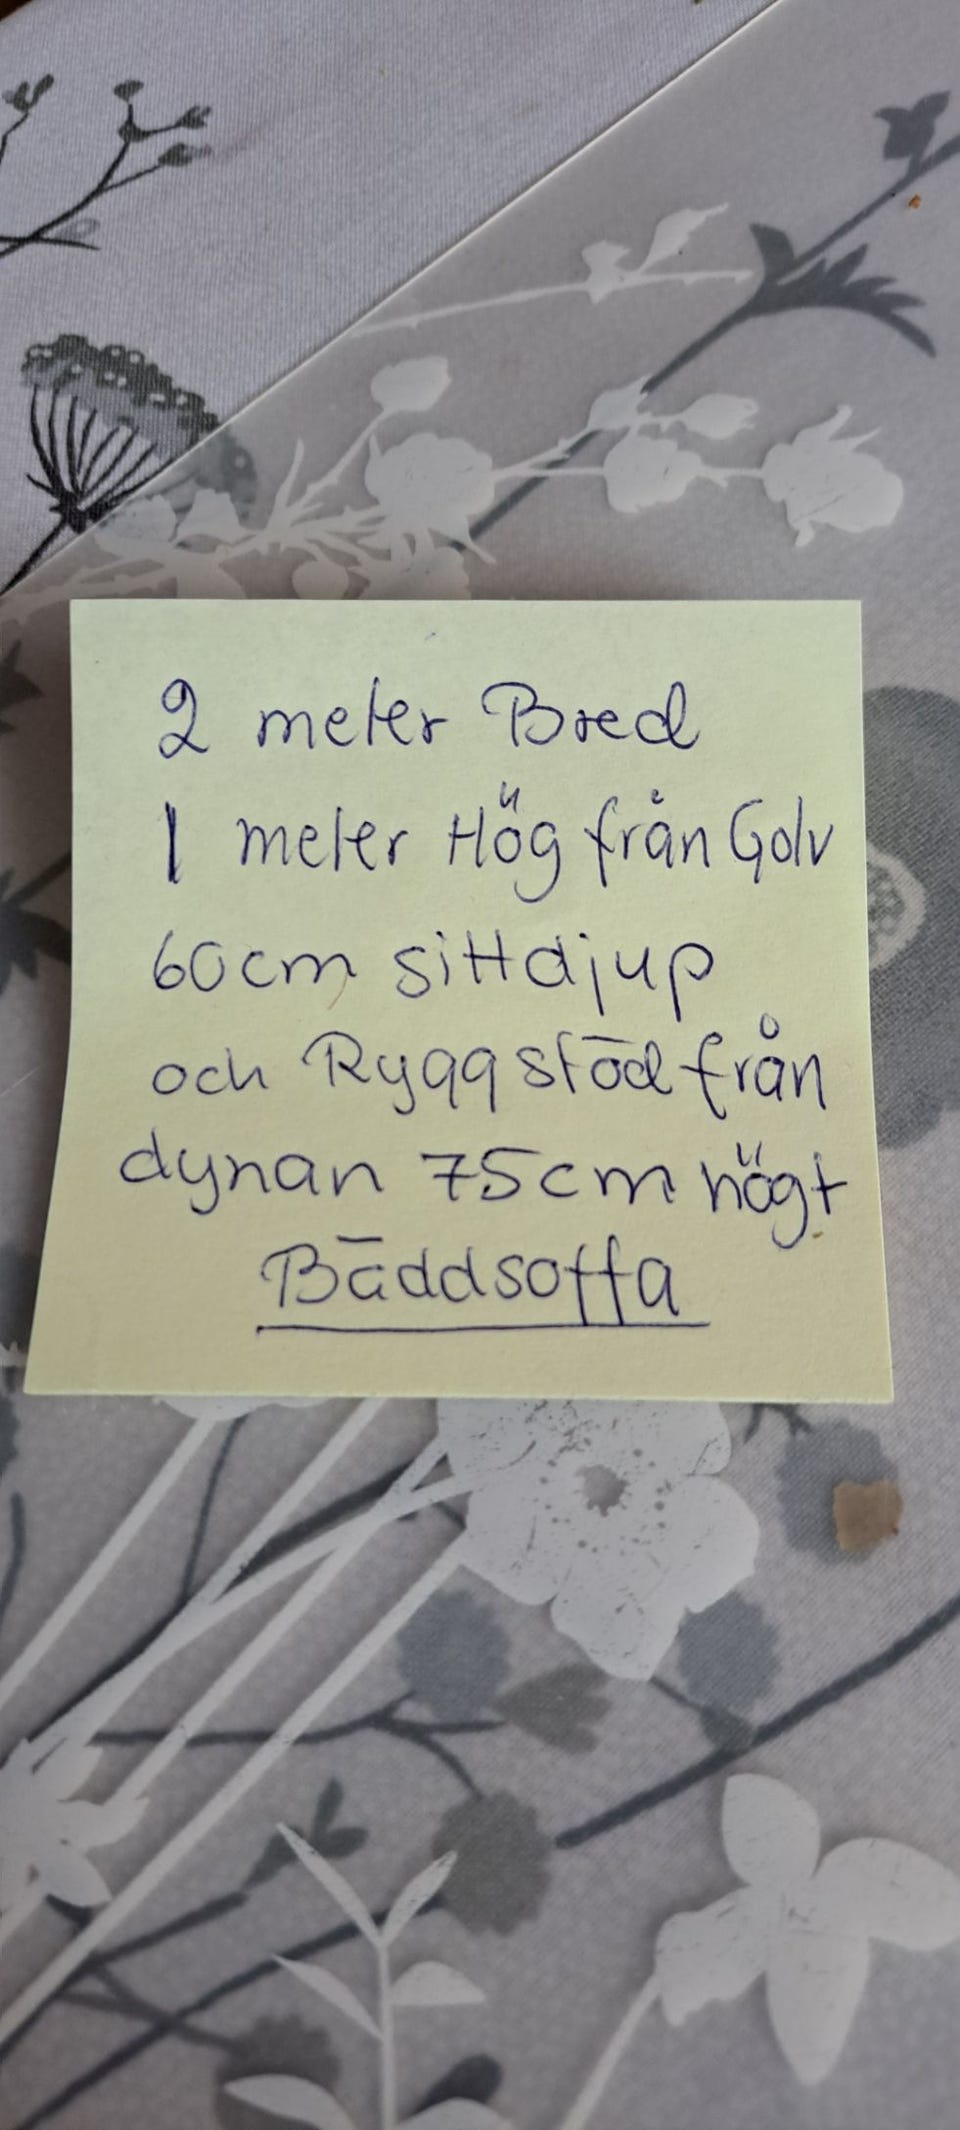 2 meter Bred
1 meter Hög från Golv
60cm sittdjup
och Ryggstöd från
dynan 75cm högt
Bäddsoffa